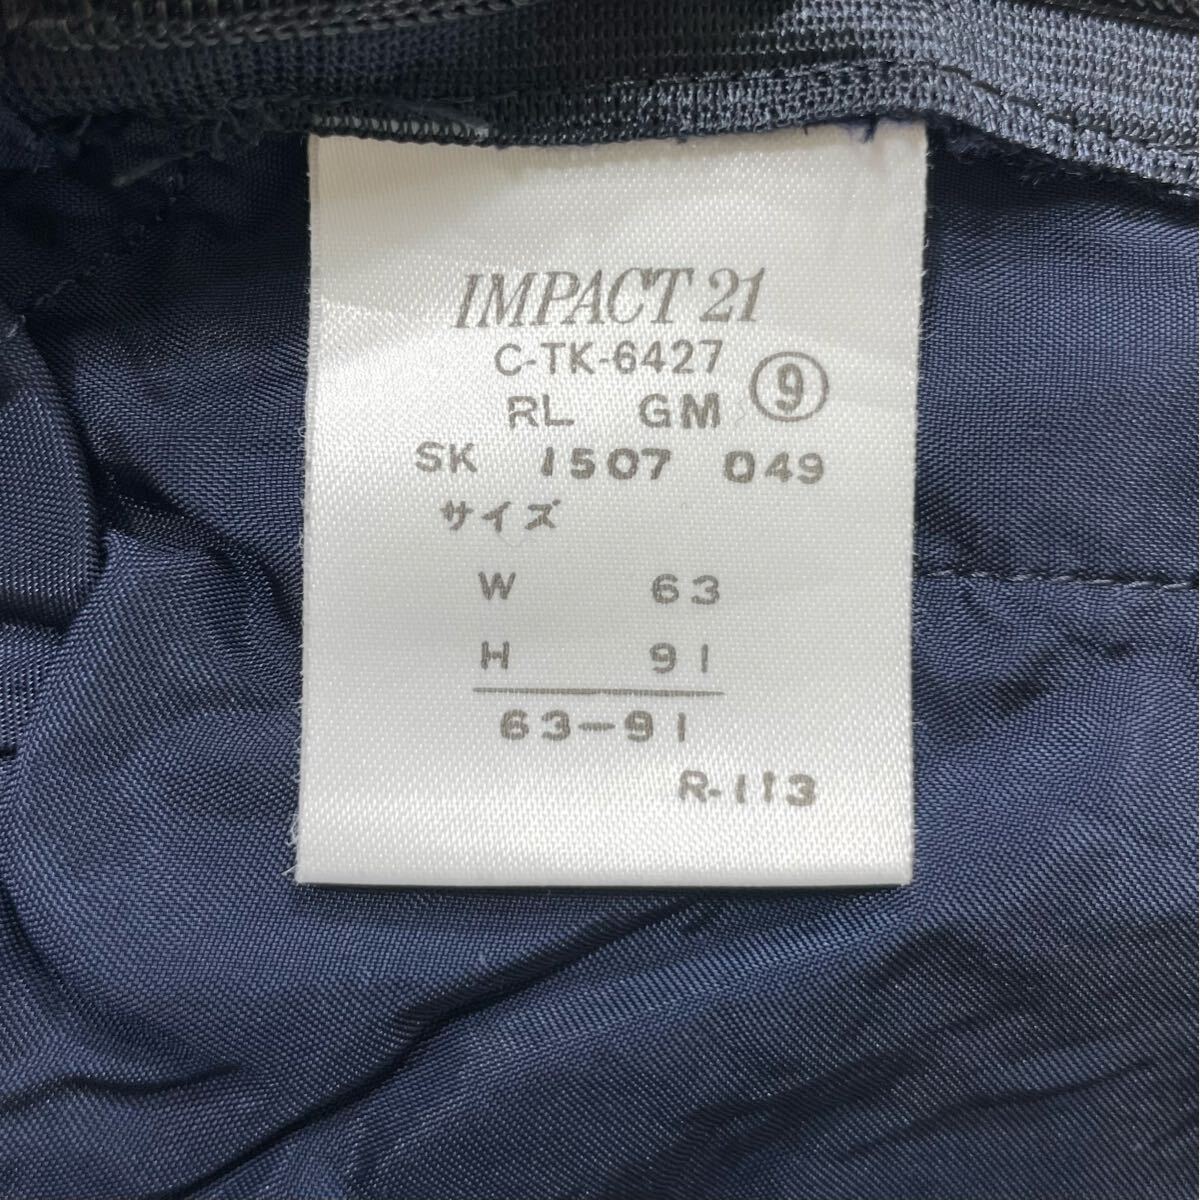 IMPACT 21
C-TK-6427
RL GM ⑨
SK 1507 049
サイズ
W 63
H 91
63-91
R-113